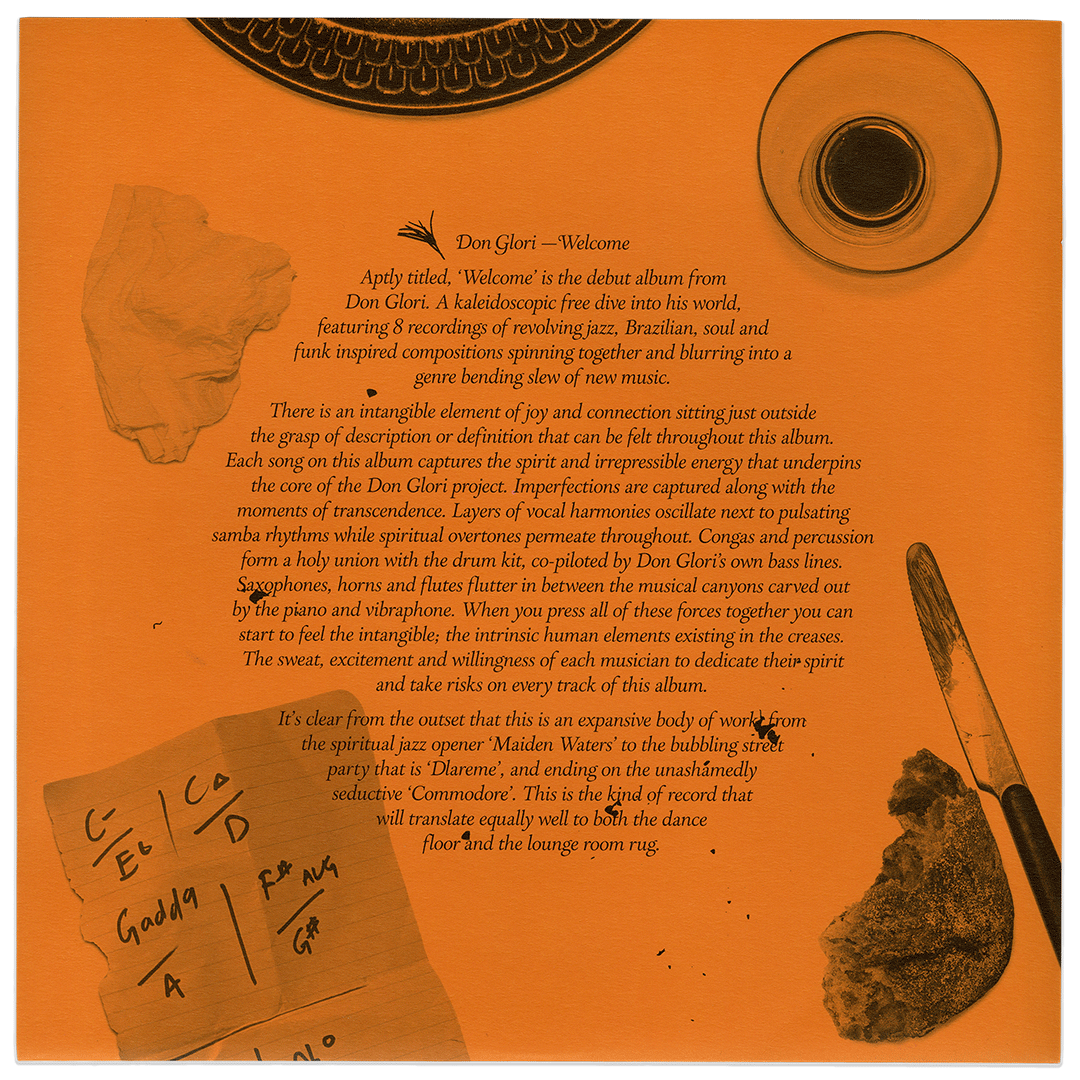 Don Glori —Welcome
Aptly titled, ‘Welcome’ is the debut album from
Don Glori. A kaleidoscopic free dive into his world,
featuring 8 recordings of revolving jazz, Brazilian, soul and
funk inspired compositions spinning together and blurring into a
genre bending slew of new music.
There is an intangible element of joy and connection sitting just outside
the grasp of description or definition that can be felt throughout this album.
Each song on this album captures the spirit and irrepressible energy that underpins
the core of the Don Glori project. Imperfections are captured along with the
moments of transcendence. Layers of vocal harmonies oscillate next to pulsating
samba rhythms while spiritual overtones permeate throughout. Congas and percussion
form a holy union with the drum kit, co-piloted by Don Glori’s own bass lines.
Saxophones, horns and flutes flutter in between the musical canyons carved out
by the piano and vibraphone. When you press all of these forces together you can
start to feel the intangible; the intrinsic human elements existing in the creases.
The sweat, excitement and willingness of each musician to dedicate their spirit
and take risks on every track of this album.
It’s clear from the outset that this is an expansive body of work; from
the spiritual jazz opener ‘Maiden Waters’ to the bubbling street
party that is ‘Dlareme’, and ending on the unashamedly
seductive ‘Commodore’. This is the kind of record that
will translate equally well to both the dance
floor and the lounge room rug.
C-/Eb | C△/D
Gadd9/A | F# AUG/G#